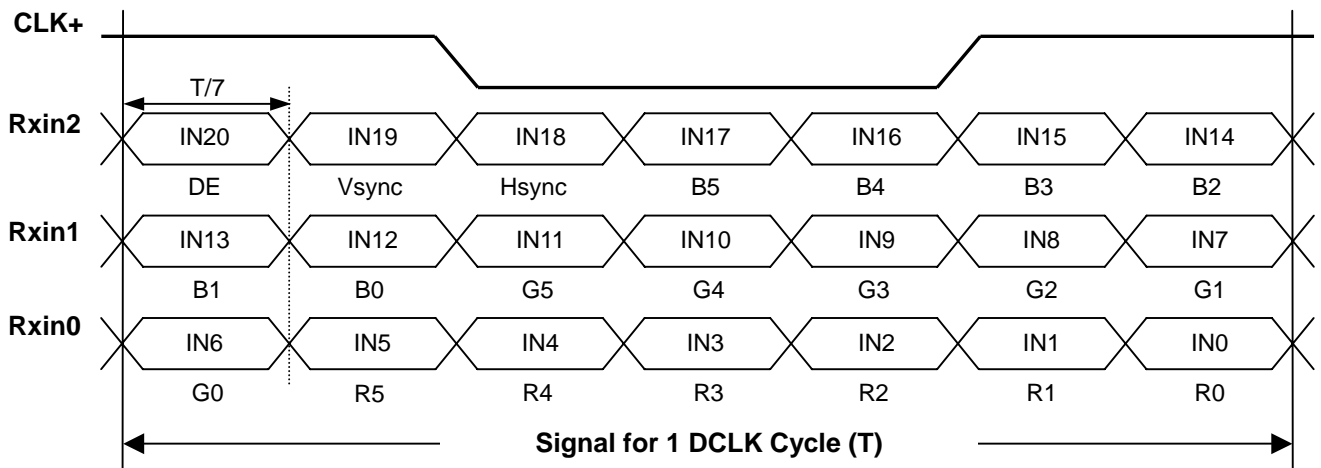 CLK+
T/7
Rxin2 IN20 IN19 IN18 IN17 IN16 IN15 IN14
DE Vsync Hsync B5 B4 B3 B2
Rxin1 IN13 IN12 IN11 IN10 IN9 IN8 IN7
B1 B0 G5 G4 G3 G2 G1
Rxin0 IN6 IN5 IN4 IN3 IN2 IN1 IN0
G0 R5 R4 R3 R2 R1 R0
Signal for 1 DCLK Cycle (T)